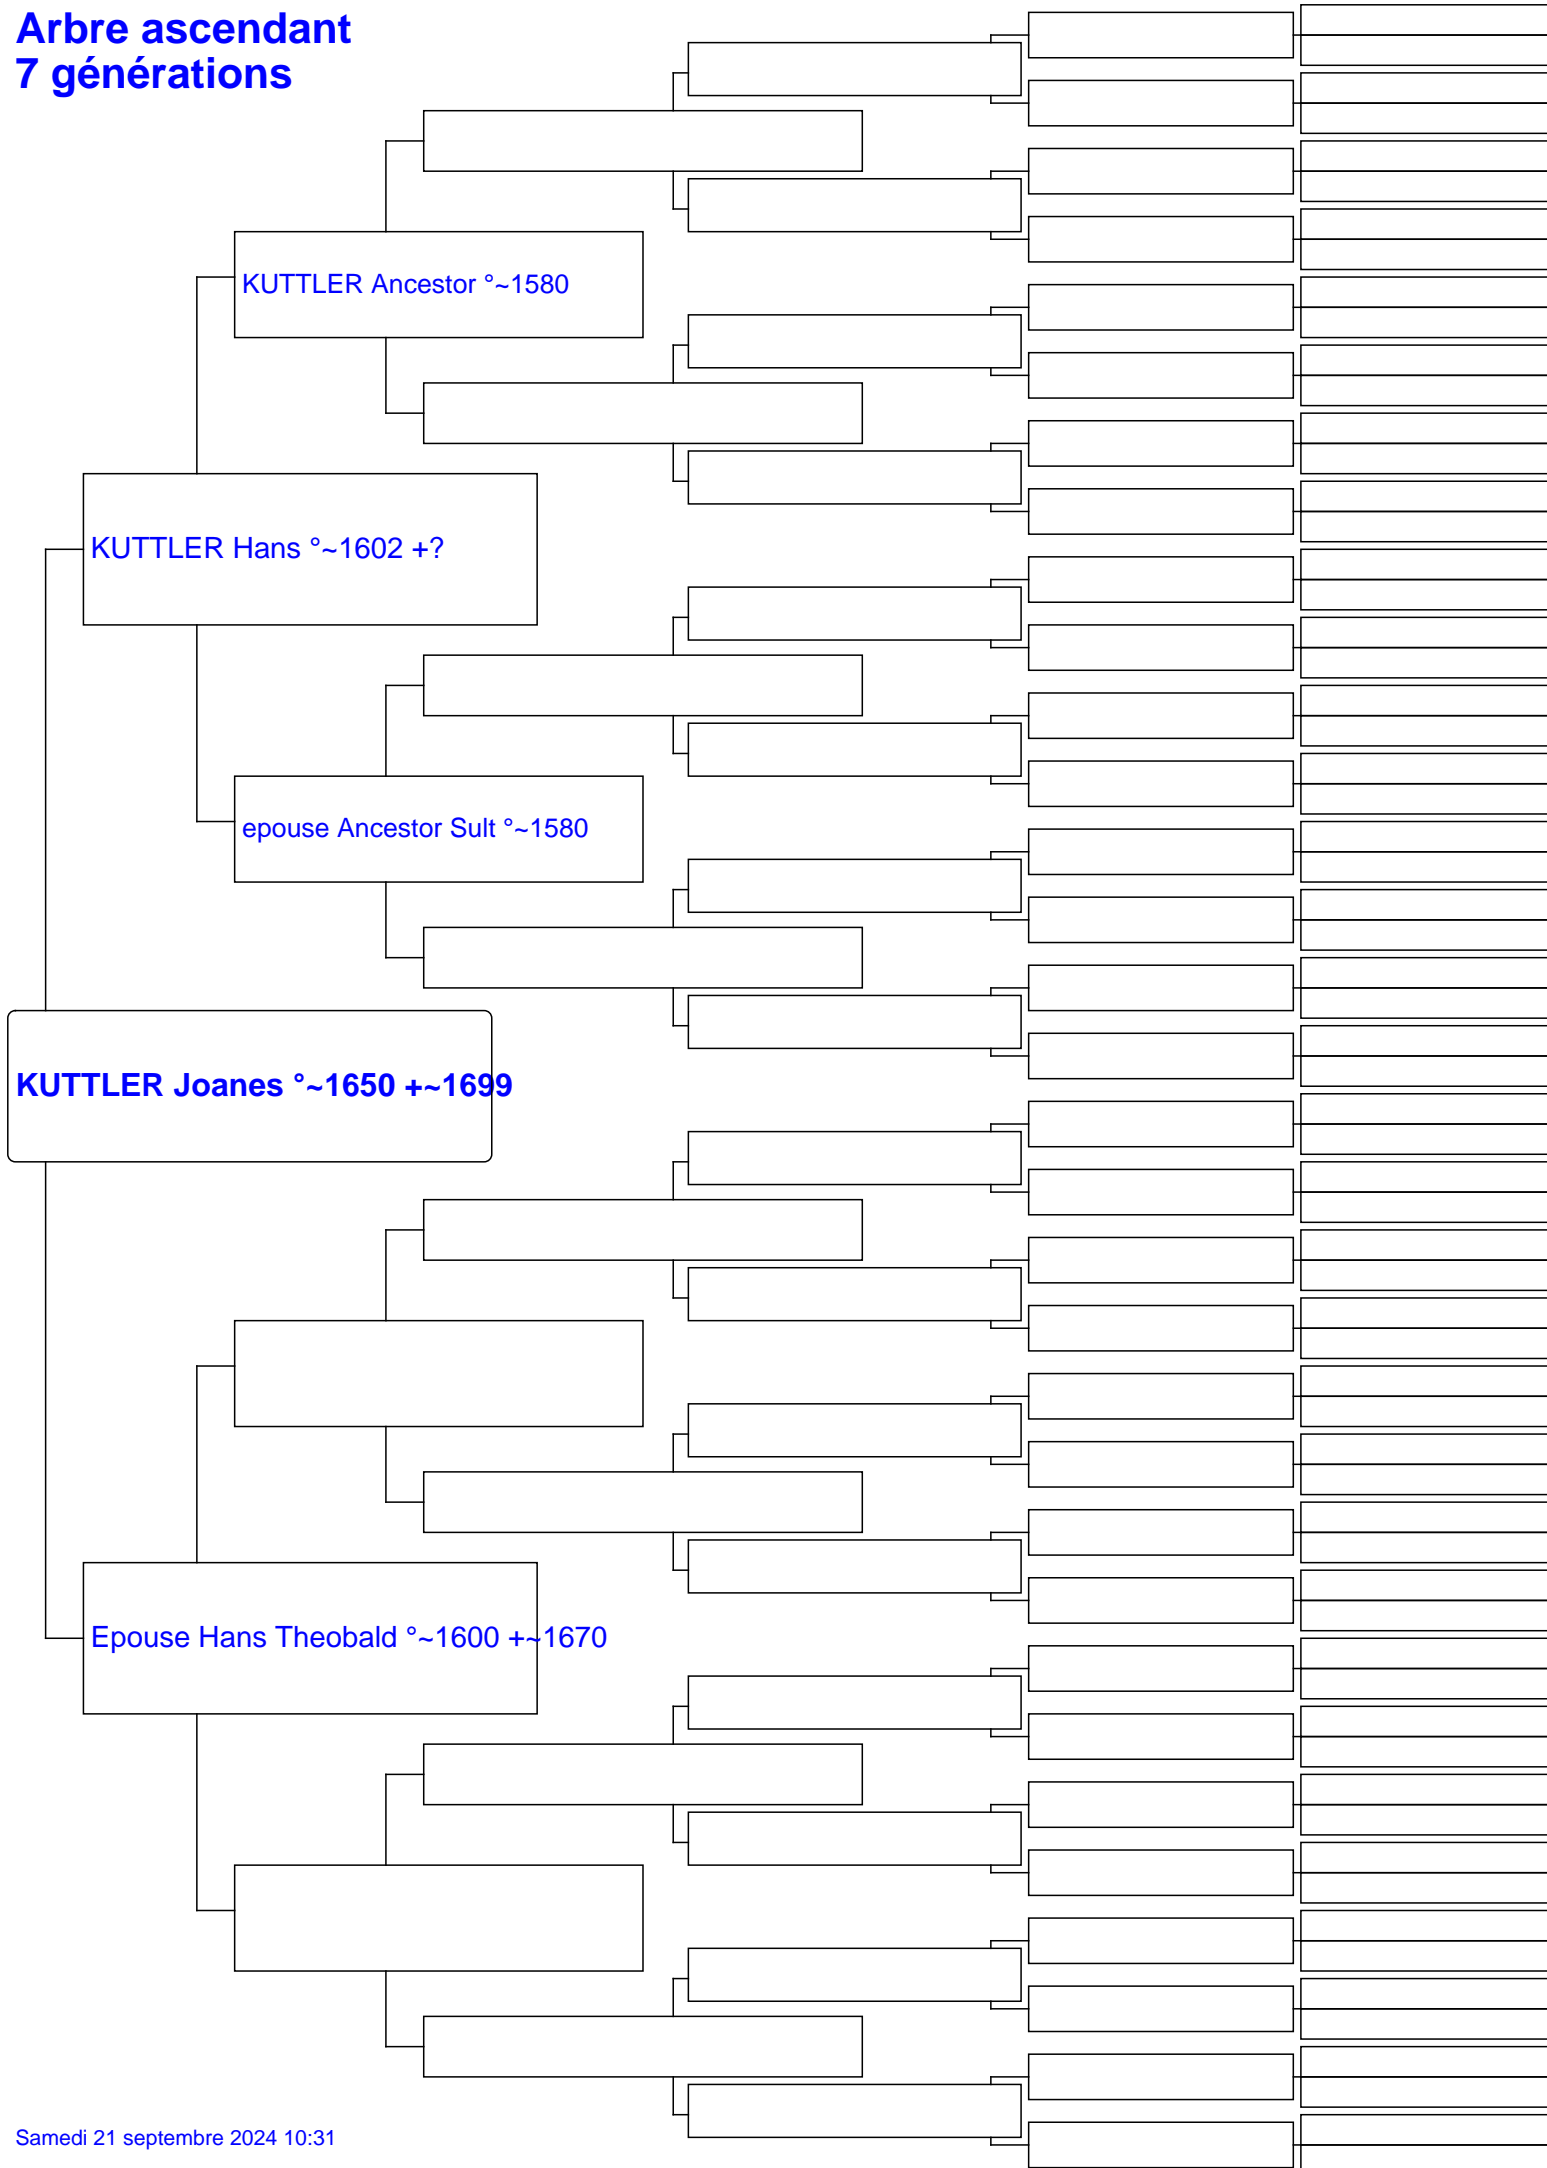 Arbre ascendant
7 générations
KUTTLER Ancestor °~1580
KUTTLER Hans °~1602 +?
epouse Ancestor Sult °~1580
KUTTLER Joanes °~1650 +~1699
Epouse Hans Theobald °~1600 +~1670
Samedi 21 septembre 2024 10:31